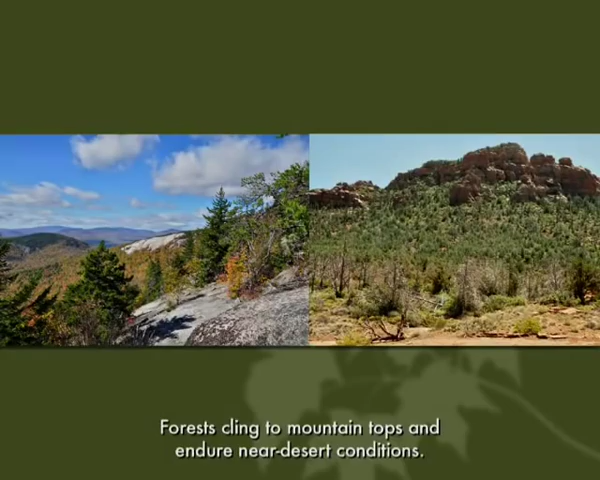 Forests cling to mountain tops and
endure near-desert conditions.